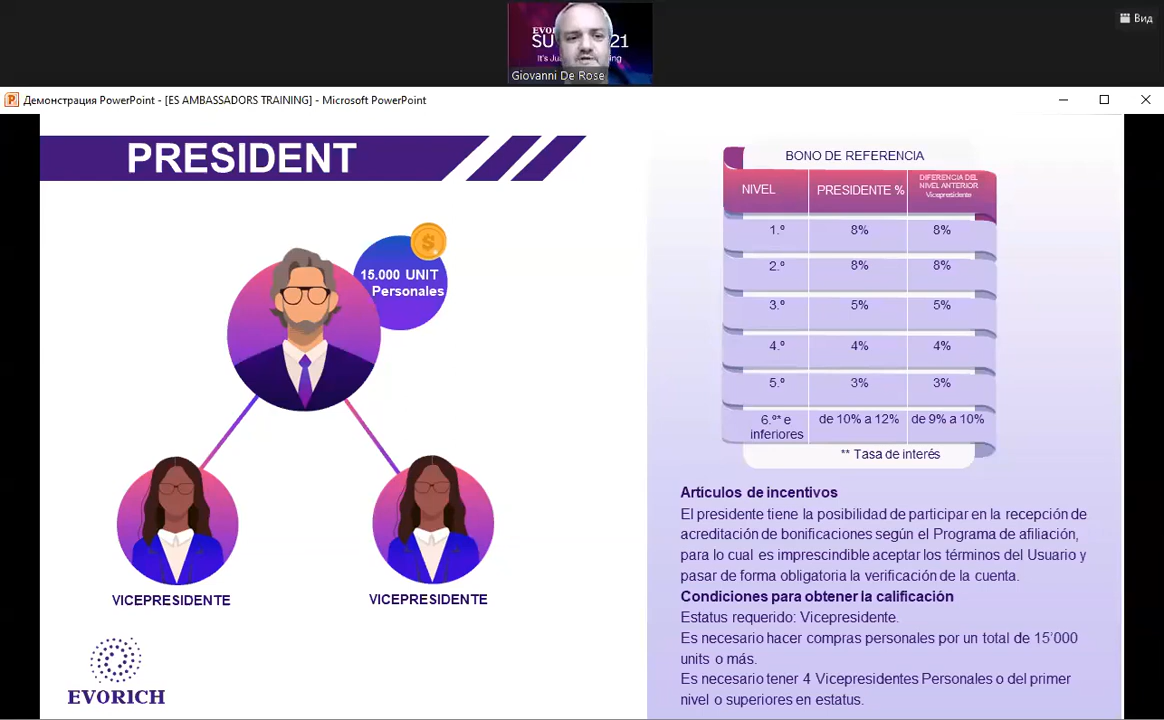 Вид
EVOR
SU 21
It's Ju ing
Giovanni De Rose
Демонстрация PowerPoint - [ES AMBASSADORS TRAINING] - Microsoft PowerPoint
PRESIDENT
15.000 UNIT
Personales
VICEPRESIDENTE
VICEPRESIDENTE
EVORICH
BONO DE REFERENCIA
NIVEL PRESIDENTE % DIFERENCIA DEL NIVEL ANTERIOR Vicepresidente
1.º 8% 8%
2.º 8% 8%
3.º 5% 5%
4.º 4% 4%
5.º 3% 3%
6.º* e inferiores de 10% a 12% de 9% a 10%
** Tasa de interés
Artículos de incentivos
El presidente tiene la posibilidad de participar en la recepción de
acreditación de bonificaciones según el Programa de afiliación,
para lo cual es imprescindible aceptar los términos del Usuario y
pasar de forma obligatoria la verificación de la cuenta.
Condiciones para obtener la calificación
Estatus requerido: Vicepresidente.
Es necesario hacer compras personales por un total de 15’000
units o más.
Es necesario tener 4 Vicepresidentes Personales o del primer
nivel o superiores en estatus.